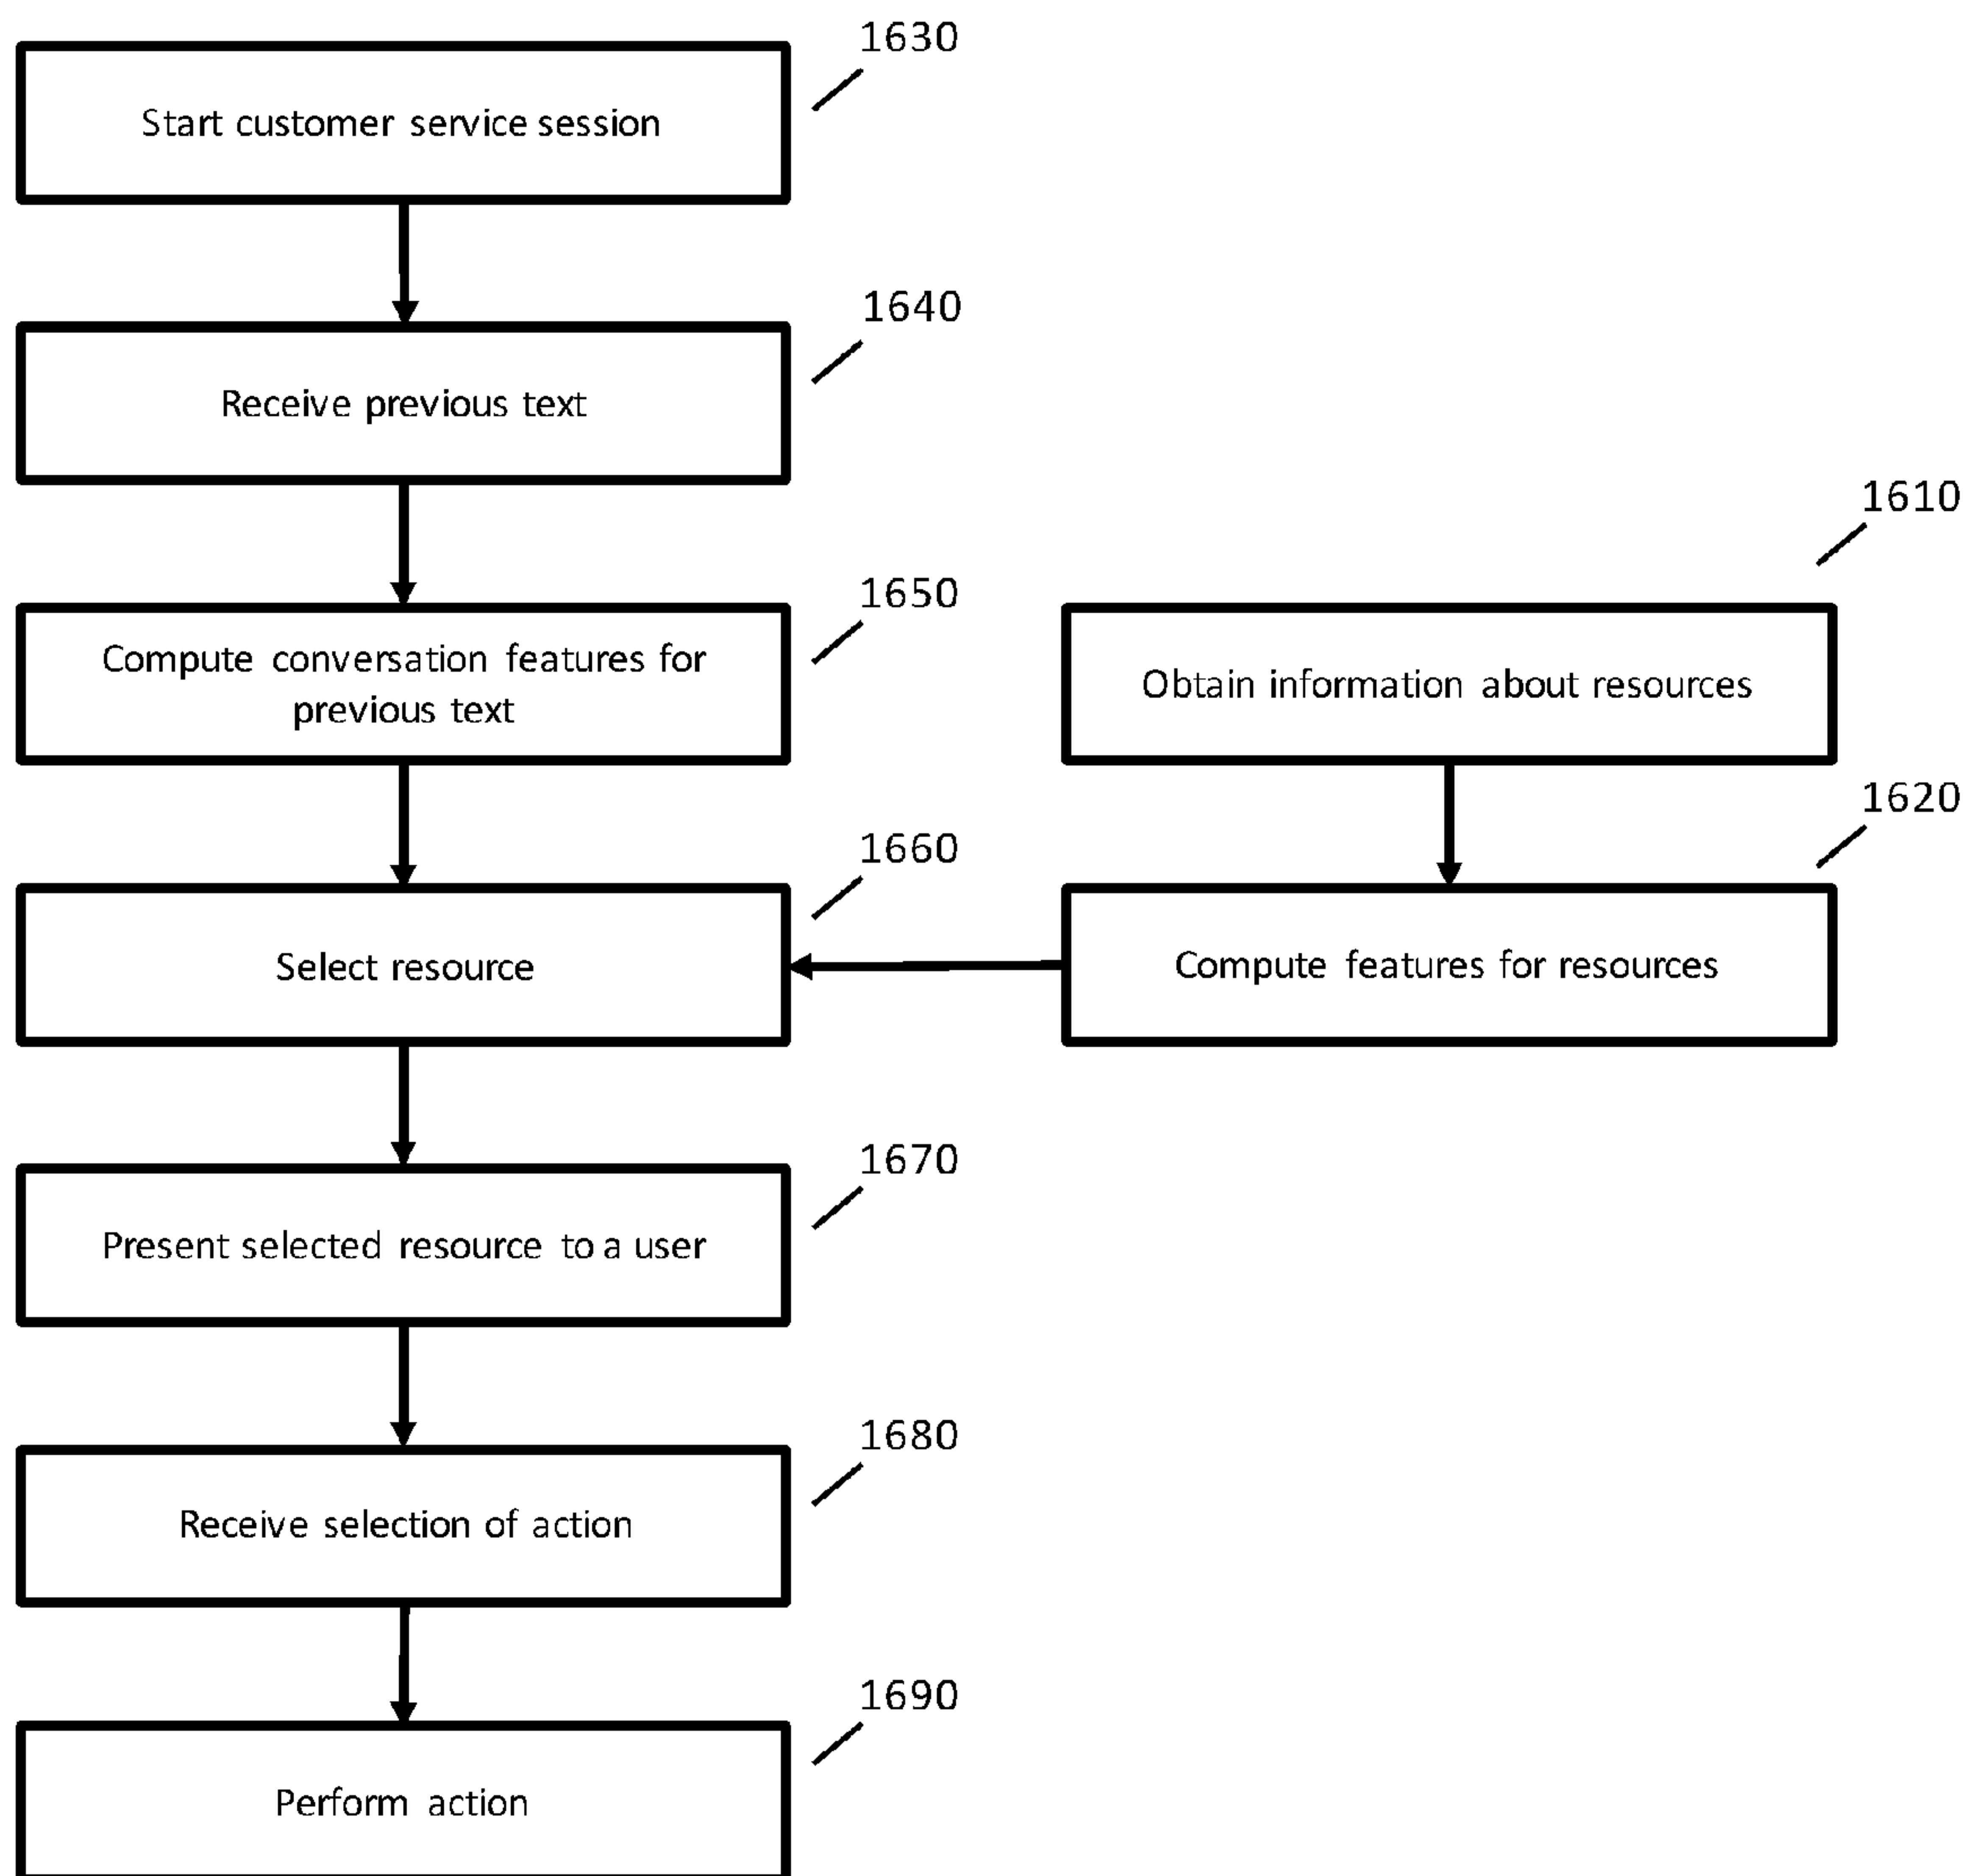 1630
Start customer service session
1640
Receive previous text
1650
Compute conversation features for
previous text
1610
Obtain information about resources
1660
Select resource
1620
Compute features for resources
1670
Present selected resource to a user
1680
Receive selection of action
1690
Perform action